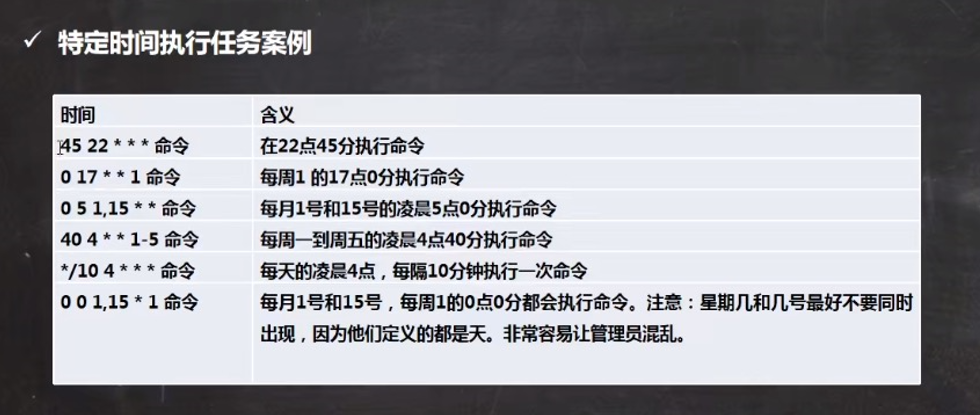 ✓ 特定时间执行任务案例
时间 含义
45 22 * * * 命令 在22点45分执行命令
0 17 * * 1 命令 每周1 的17点0分执行命令
0 5 1,15 * * 命令 每月1号和15号的凌晨5点0分执行命令
40 4 * * 1-5 命令 每周一到周五的凌晨4点40分执行命令
*/10 4 * * * 命令 每天的凌晨4点，每隔10分钟执行一次命令
0 0 1,15 * 1 命令 每月1号和15号，每周1的0点0分都会执行命令。注意：星期几和几号最好不要同时
出现，因为他们定义的都是天。非常容易让管理员混乱。